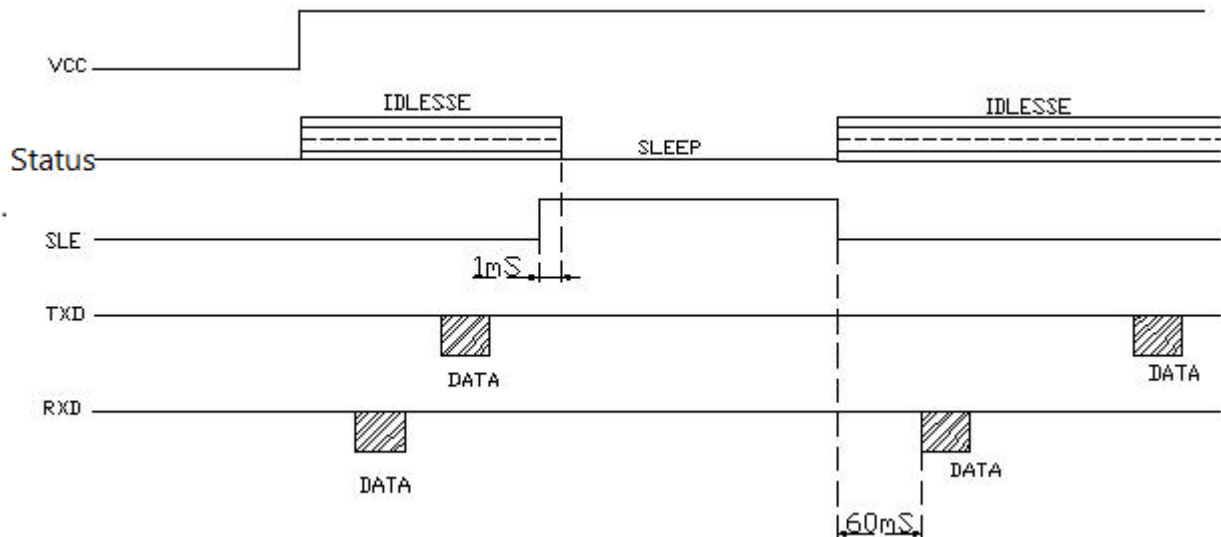 VCC
IDLESSE
IDLESSE
Status
SLEEP
.
SLE
1mS
TXD
DATA
DATA
RXD
DATA
DATA
60mS